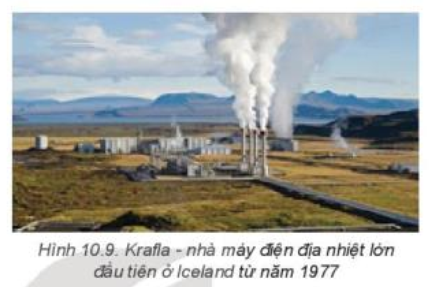 Hình 10.9. Krafla - nhà máy điện địa nhiệt lớn
đầu tiên ở Iceland từ năm 1977